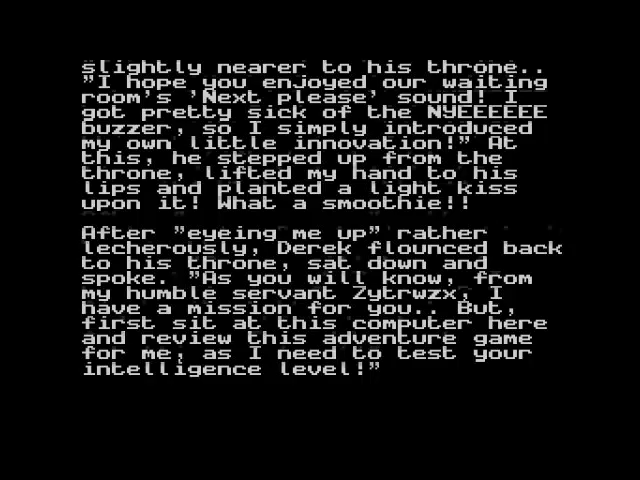 slightly nearer to his throne..
"I hope you enjoyed our waiting
room's 'Next please' sound! I
got pretty sick of the NYEEEEEE
buzzer, so I simply introduced
my own little innovation!" At
this, he stepped up from the
throne, lifted my hand to his
lips and planted a light kiss
upon it! What a smoothie!!
After "eyeing me up" rather
lecherously, Derek flounced back
to his throne, sat down and
spoke. "As you will know, from
my humble servant Zytrwzx, I
have a mission for you.. But,
first sit at this computer here
and review this adventure game
for me, as I need to test your
intelligence level!"